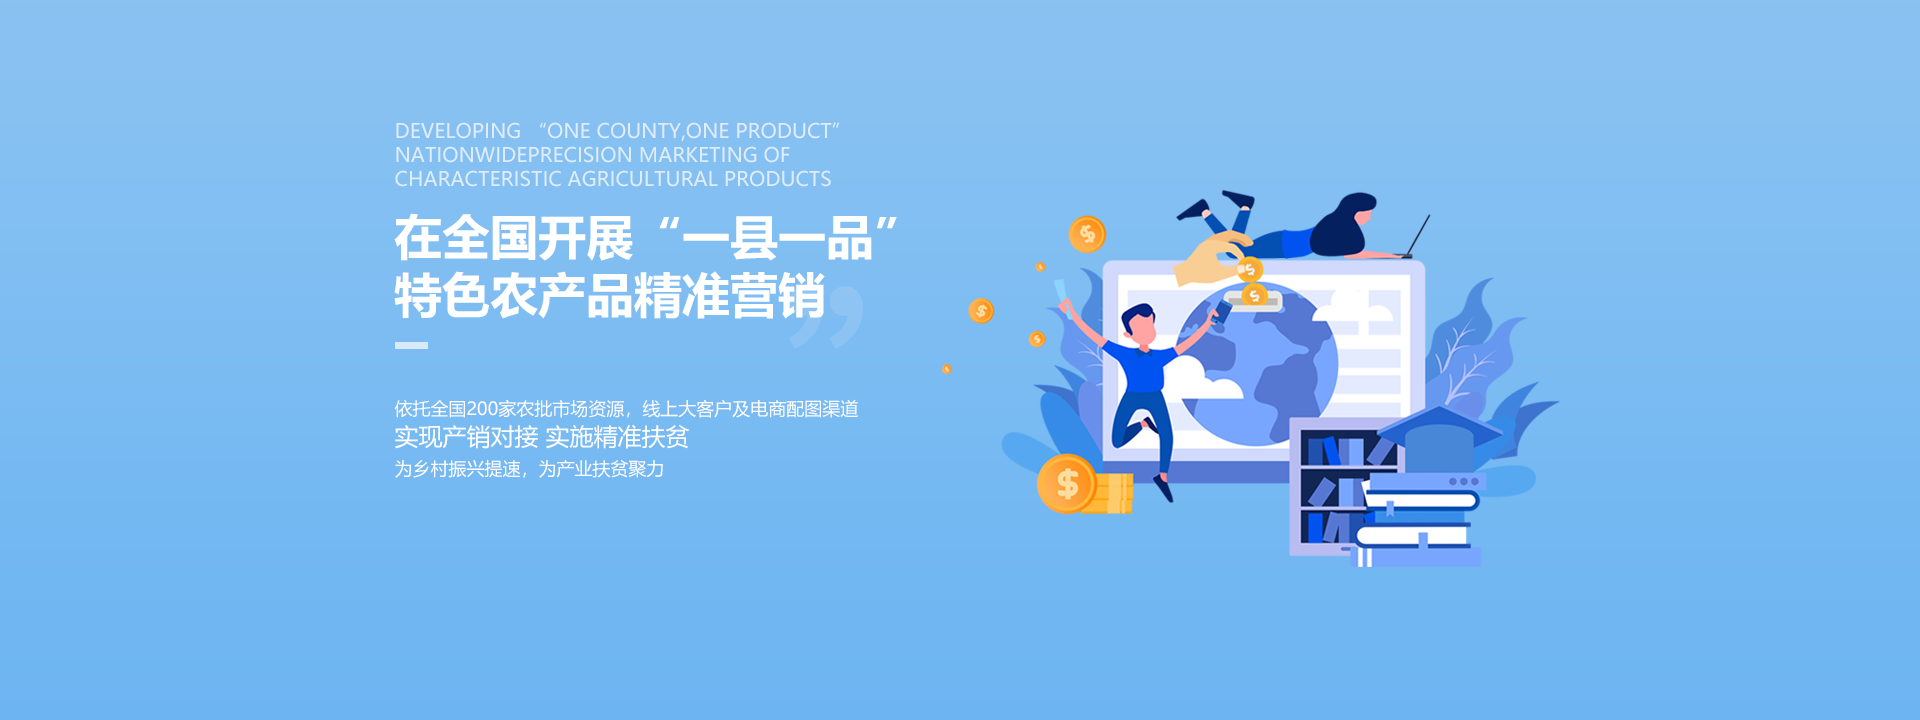 DEVELOPING “ONE COUNTY,ONE PRODUCT”
NATIONWIDEPRECISION MARKETING OF
CHARACTERISTIC AGRICULTURAL PRODUCTS
在全国开展“一县一品”
特色农产品精准营销
依托全国200家农批市场资源，线上大客户及电商配图渠道
实现产销对接 实施精准扶贫
为乡村振兴提速，为产业扶贫聚力